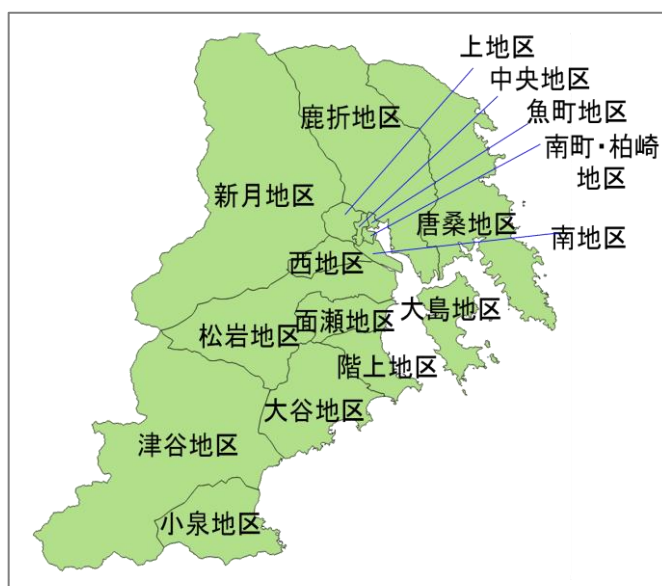 上地区
中央地区
魚町地区
南町・柏崎
地区
鹿折地区
新月地区
唐桑地区
南地区
西地区
大島地区
面瀬地区
松岩地区
階上地区
大谷地区
津谷地区
小泉地区